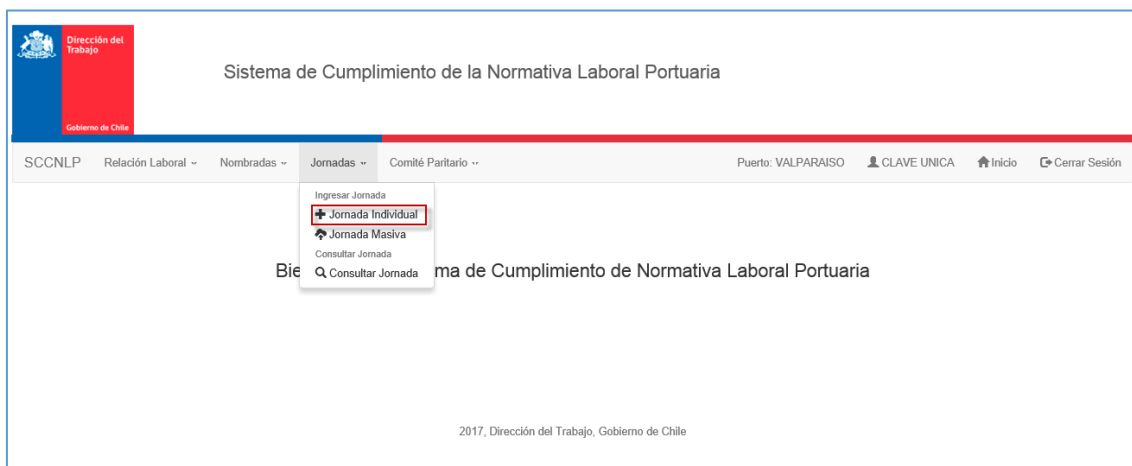 Dirección del
Trabajo
Gobierno de Chile
Sistema de Cumplimiento de la Normativa Laboral Portuaria
SCCNLP Relación Laboral Nombradas Jornadas Comité Paritario Puerto: VALPARAISO CLAVE UNICA Inicio Cerrar Sesión
Ingresar Jornada
Jornada Individual
Jornada Masiva
Consultar Jornada
Consultar Jornada
Bie ma de Cumplimiento de Normativa Laboral Portuaria
2017, Dirección del Trabajo, Gobierno de Chile